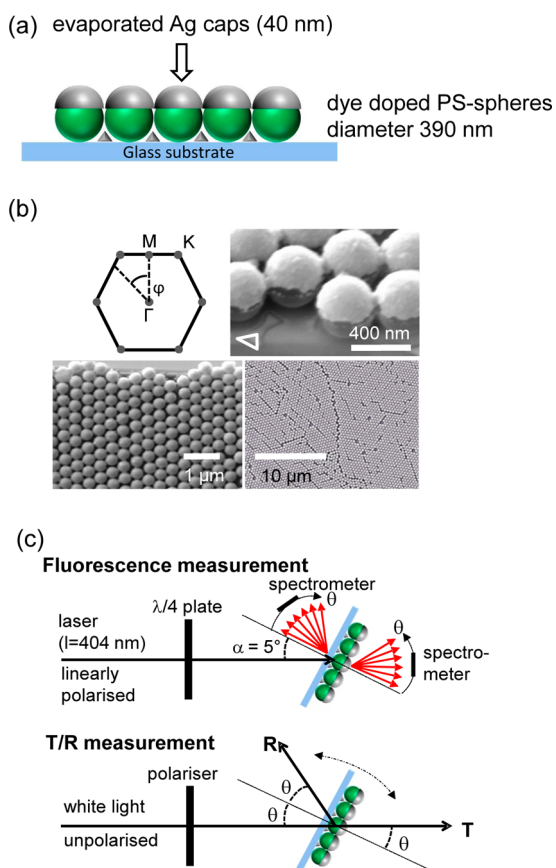 (a)
evaporated Ag caps (40 nm)
dye doped PS-spheres
diameter 390 nm
Glass substrate
(b)
M
K
φ
Γ
400 nm
1 µm
10 µm
(c)
Fluorescence measurement
spectrometer
θ
λ/4 plate
laser
(l=404 nm)
α = 5°
θ
spectro-
meter
linearly
polarised
T/R measurement
R
polariser
θ
white light
θ
unpolarised
θ
T